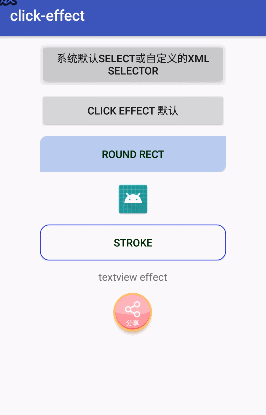 click-effect
系统默认SELECT或自定义的XML
SELECTOR
CLICK EFFECT 默认
ROUND RECT
STROKE
textview effect
分享